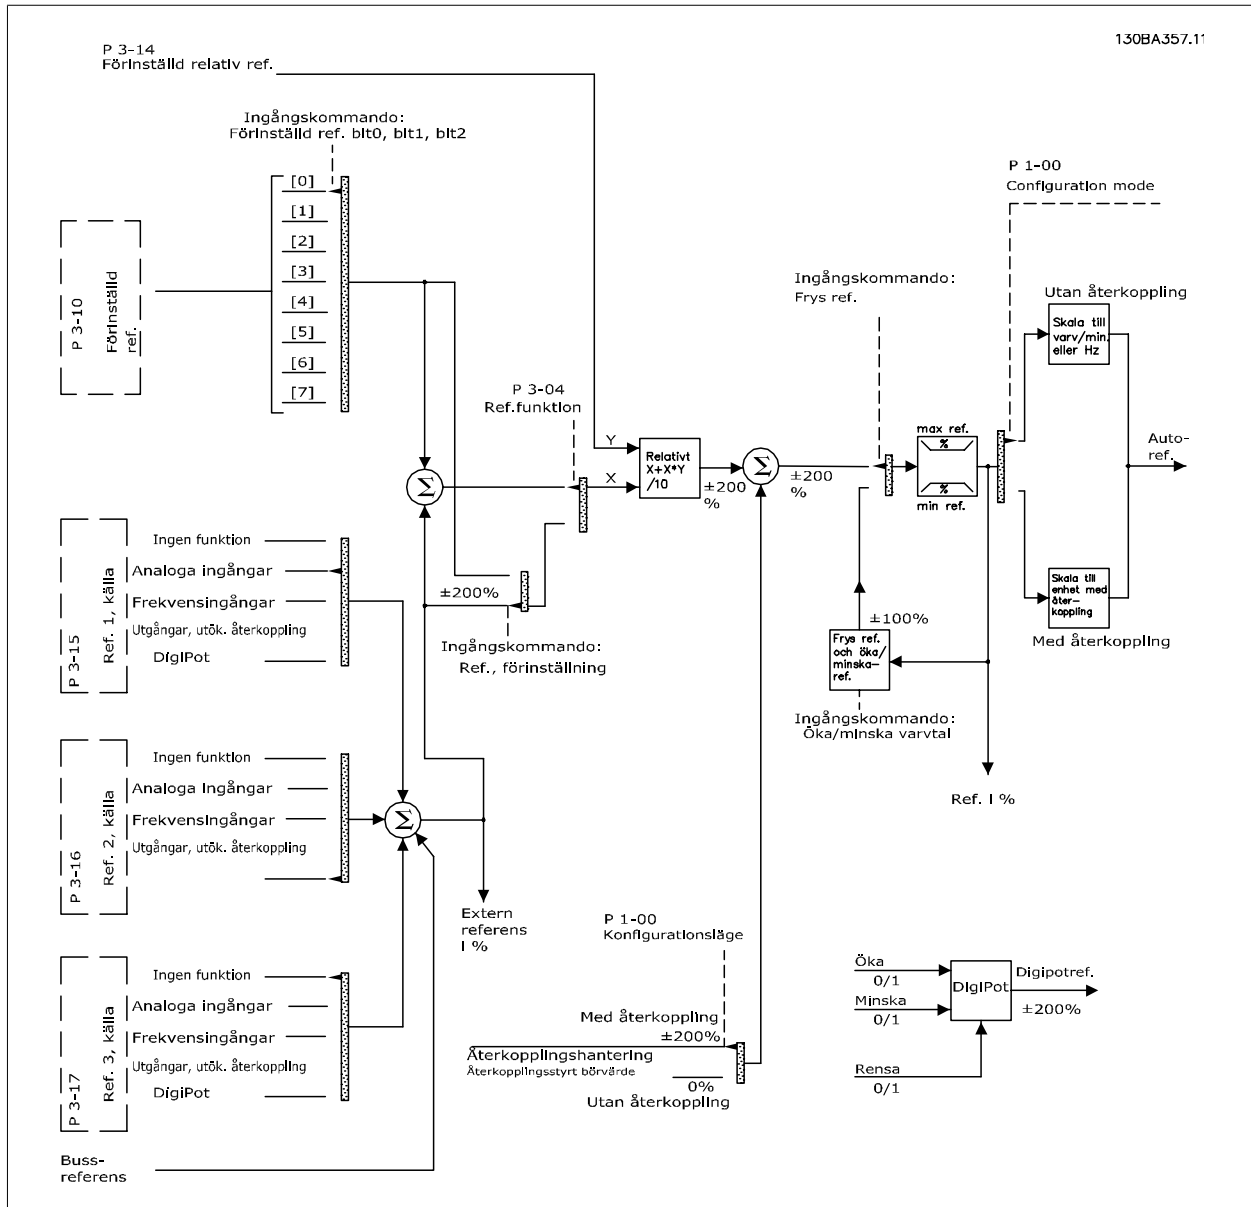 130BA357.11
P 3-14
Förinställd relativ ref.
Ingångskommando:
Förinställd ref. bit0, bit1, bit2
P 1-00
Configuration mode
[0]
[1]
[2]
[3]
[4]
[5]
[6]
[7]
P 3-10
Förinställd
ref.
Ingångskommando:
Frys ref.
Utan återkoppling
Skala till
varv/min.
eller Hz
P 3-04
Ref.funktion
Y
X
Relativt
X+X*Y
/10
±200
%
Σ
±200
%
max ref.
%
%
min ref.
Auto-
ref.
Σ
P 3-15
Ref. 1, källa
Ingen funktion
Analoga ingångar
Frekvensingångar
Utgångar, utök. återkoppling
DigiPot
±200%
Ingångskommando:
Ref., förinställning
±100%
Frys ref.
och öka/
minska-
ref.
Ingångskommando:
Öka/minska varvtal
Skala till
enhet med
åter-
koppling
Med återkoppling
Ref. i %
P 3-16
Ref. 2, källa
Ingen funktion
Analoga ingångar
Frekvensingångar
Utgångar, utök. återkoppling
Σ
Extern
referens
i %
P 1-00
Konfigurationsläge
P 3-17
Ref. 3, källa
Ingen funktion
Analoga ingångar
Frekvensingångar
Utgångar, utök. återkoppling
DigiPot
Med återkoppling
±200%
Återkopplingshantering
Återkopplingsstyrt börvärde
0%
Utan återkoppling
Öka
0/1
Minska
0/1
DigiPot
Digipotref.
±200%
Rensa
0/1
Buss-
referens